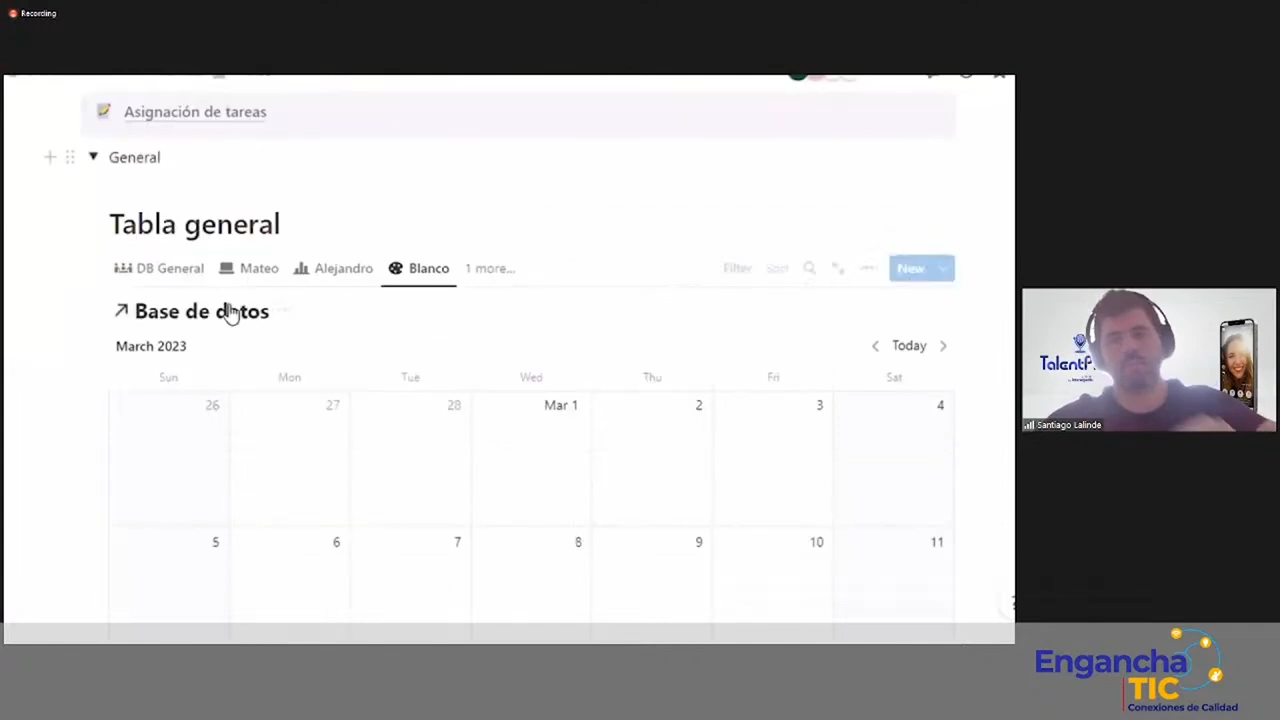 Recording
Asignación de tareas
General
Tabla general
DB General Mateo Alejandro Blanco 1 more...
Filter Sort New
Base de datos
March 2023 Today
Sun Mon Tue Wed Thu Fri Sat
26 27 28 Mar 1 2 3 4
5 6 7 8 9 10 11
Santiago Lalinde
Engancha
TIC
Conexiones de Calidad